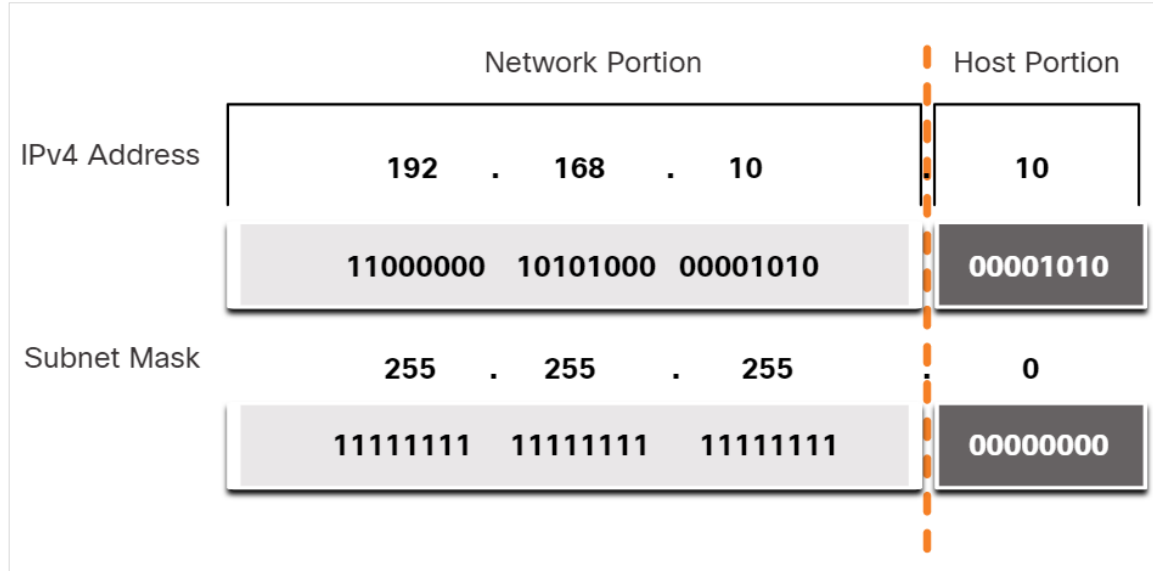 Network Portion Host Portion
IPv4 Address 192 . 168 . 10 . 10
11000000 10101000 00001010 00001010
Subnet Mask 255 . 255 . 255 . 0
11111111 11111111 11111111 00000000